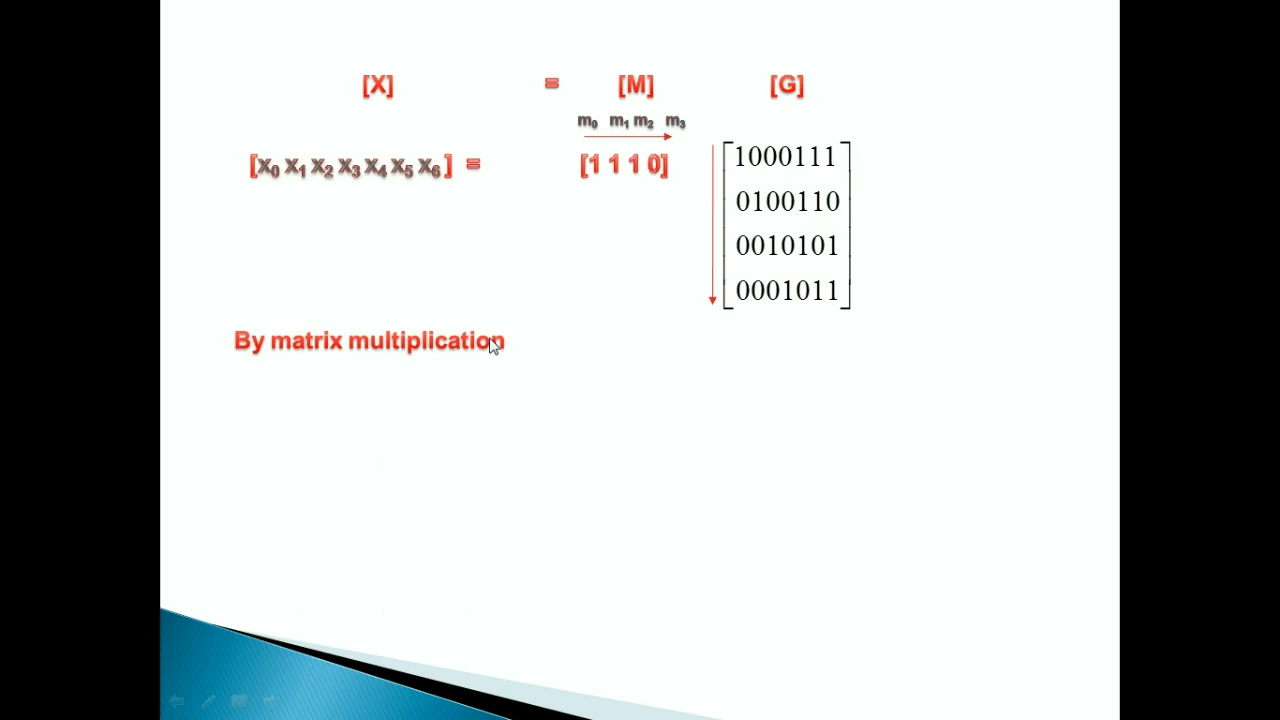 [X] = [M] [G]
m₀ m₁ m₂ m₃
[x₀ x₁ x₂ x₃ x₄ x₅ x₆ ] = [1 1 1 0]
1000111
0100110
0010101
0001011
By matrix multiplication